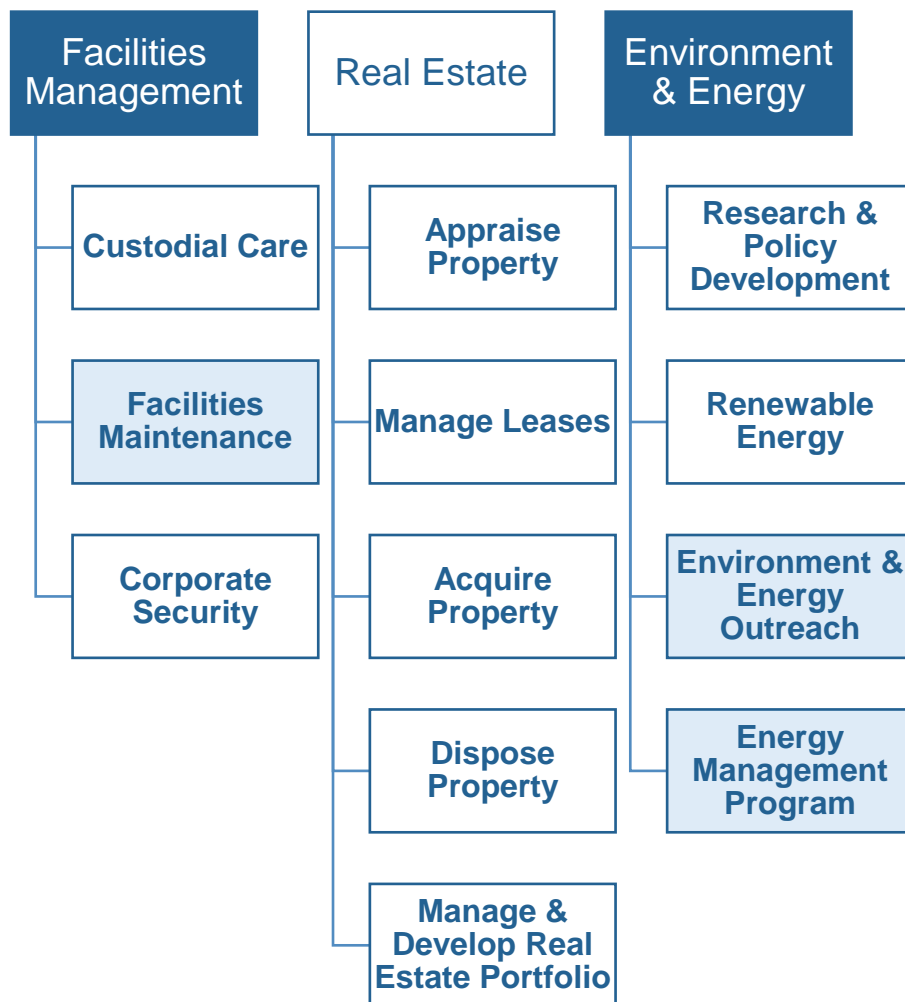 Facilities
Management
Custodial Care
Facilities
Maintenance
Corporate
Security
Real Estate
Appraise
Property
Manage Leases
Acquire
Property
Dispose
Property
Manage &
Develop Real
Estate Portfolio
Environment
& Energy
Research &
Policy
Development
Renewable
Energy
Environment &
Energy
Outreach
Energy
Management
Program